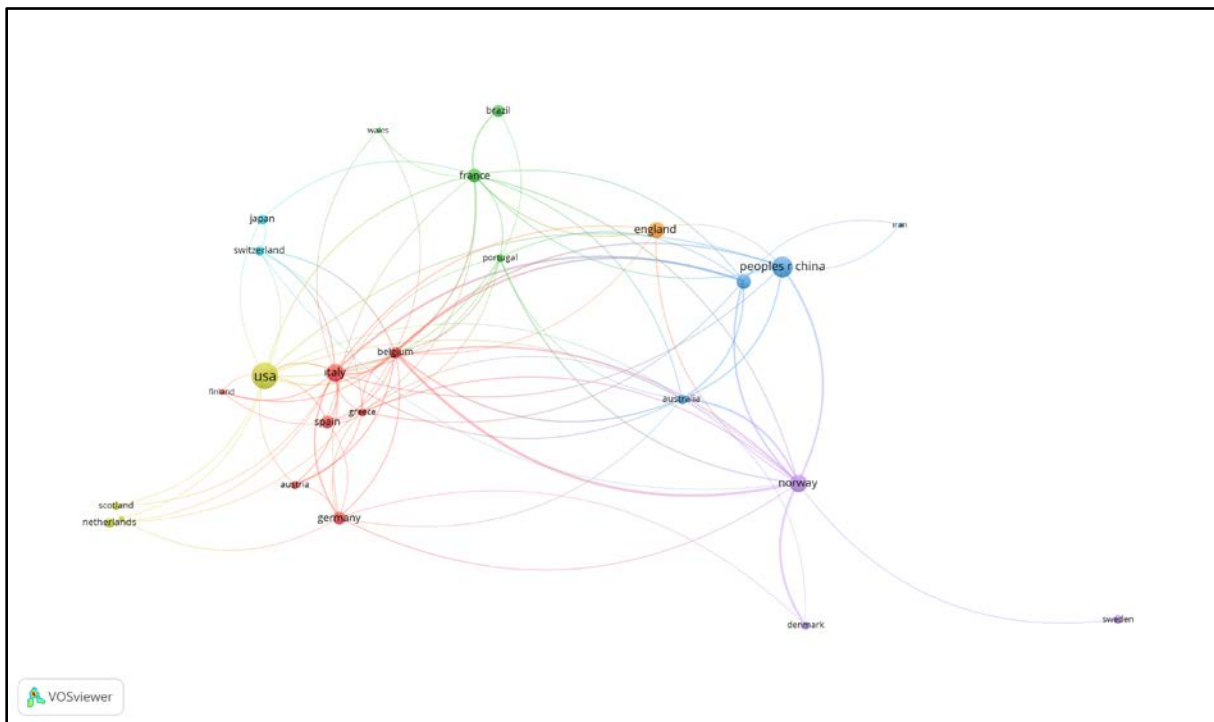 brazil
wales
france
japan
england
iran
switzerland
portugal
peoples r china
belgium
usa
italy
finland
australia
greece
spain
norway
austria
scotland
germany
netherlands
denmark
sweden
VOSviewer